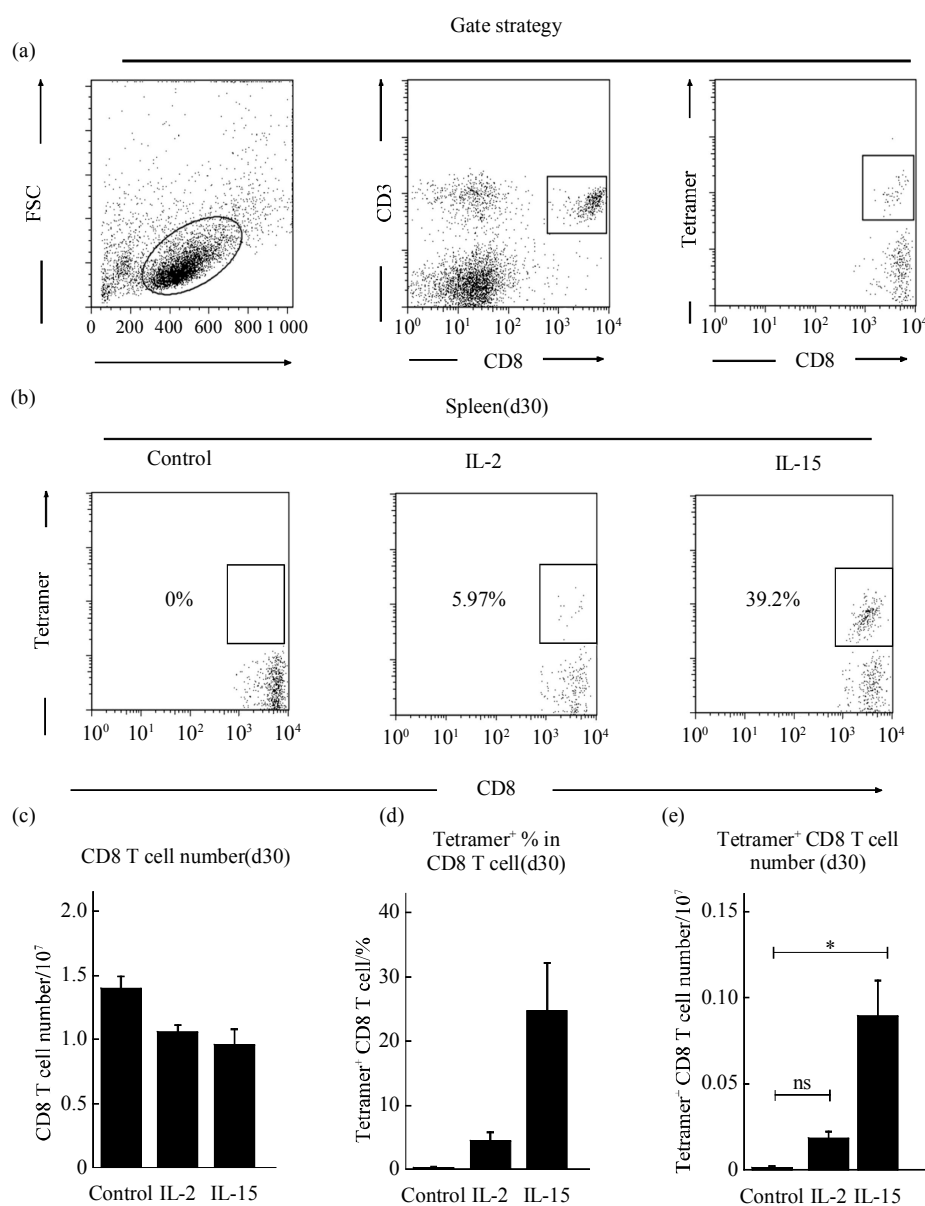 Gate strategy
(a)
FSC
0 200 400 600 800 1 000
CD3
10⁰ 10¹ 10² 10³ 10⁴
CD8
Tetramer
10⁰ 10¹ 10² 10³ 10⁴
CD8
(b)
Spleen(d30)
Control IL-2 IL-15
Tetramer
0%
5.97%
39.2%
10⁰ 10¹ 10² 10³ 10⁴
10⁰ 10¹ 10² 10³ 10⁴
10⁰ 10¹ 10² 10³ 10⁴
CD8
(c)
CD8 T cell number(d30)
CD8 T cell number/10⁷
2.0
1.5
1.0
0.5
0
Control IL-2 IL-15
(d)
Tetramer⁺ % in
CD8 T cell(d30)
Tetramer⁺ CD8 T cell/%
40
30
20
10
0
Control IL-2 IL-15
(e)
Tetramer⁺ CD8 T cell
number (d30)
Tetramer⁺ CD8 T cell number/10⁷
0.15
0.10
0.05
0
*
ns
Control IL-2 IL-15